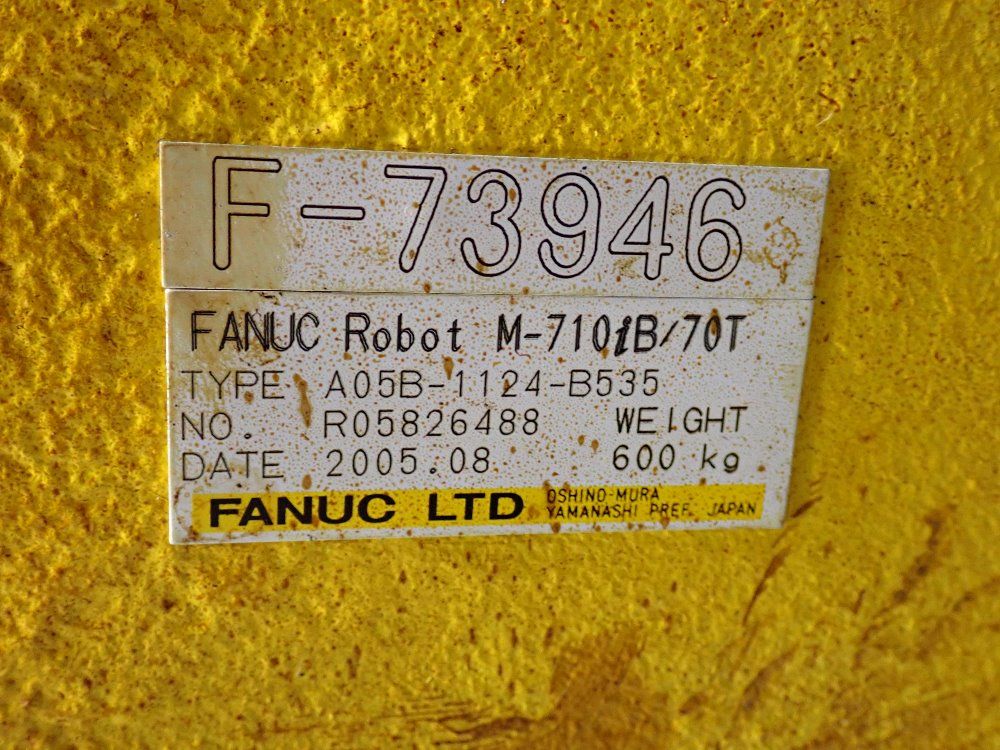 F-73946
FANUC Robot M-710iB/70T
TYPE A05B-1124-B535
NO. R05826488 WEIGHT
DATE 2005.08 600 kg
FANUC LTD OSHINO-MURA
YAMANASHI PREF. JAPAN